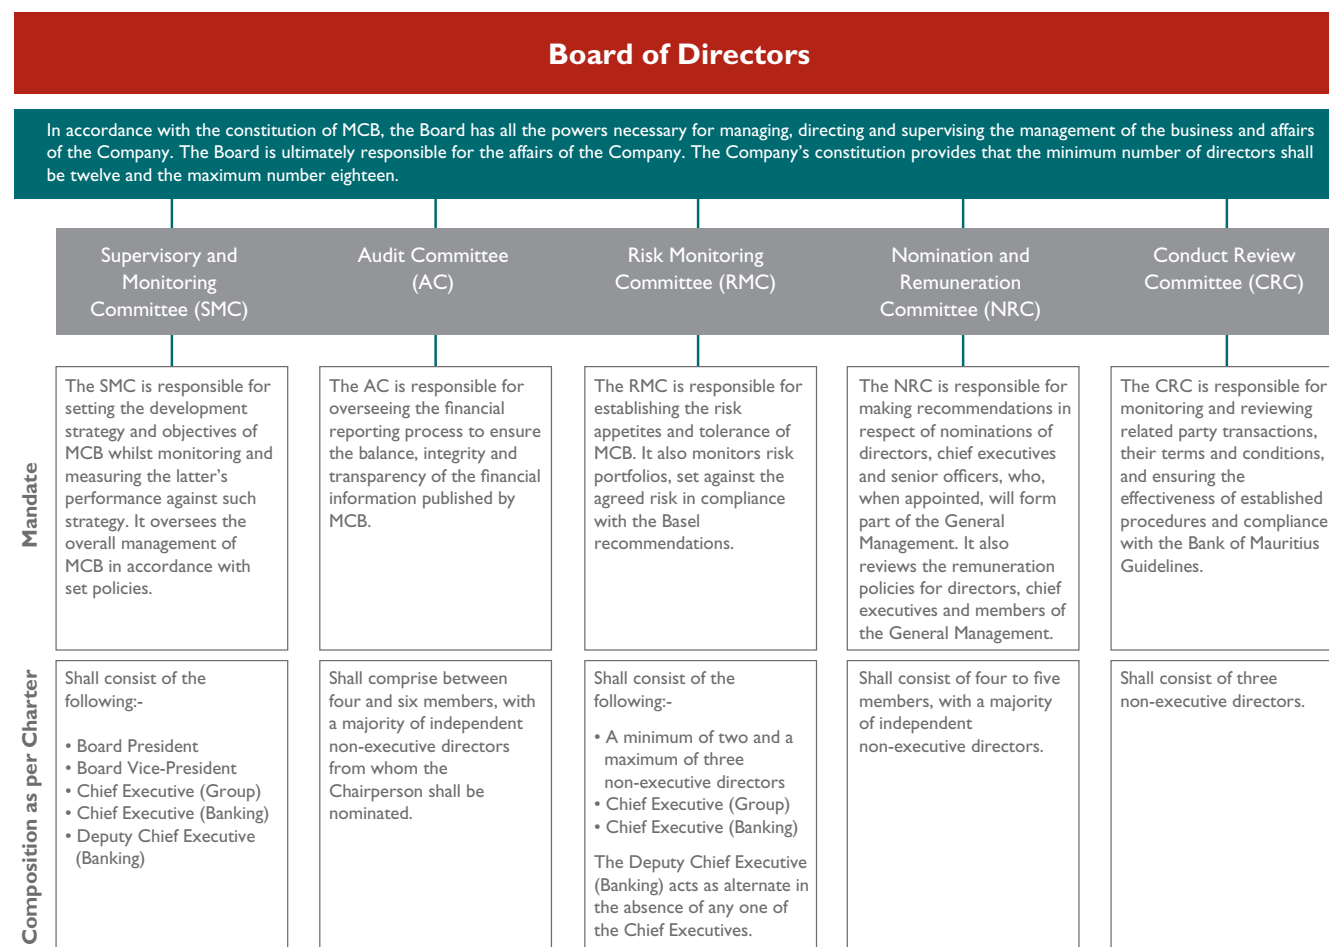 Board of Directors
In accordance with the constitution of MCB, the Board has all the powers necessary for managing, directing and supervising the management of the business and affairs
of the Company. The Board is ultimately responsible for the affairs of the Company. The Company's constitution provides that the minimum number of directors shall
be twelve and the maximum number eighteen.
Supervisory and
Monitoring
Committee (SMC)
Audit Committee
(AC)
Risk Monitoring
Committee (RMC)
Nomination and
Remuneration
Committee (NRC)
Conduct Review
Committee (CRC)
Mandate
The SMC is responsible for
setting the development
strategy and objectives of
MCB whilst monitoring and
measuring the latter's
performance against such
strategy. It oversees the
overall management of
MCB in accordance with
set policies.
The AC is responsible for
overseeing the financial
reporting process to ensure
the balance, integrity and
transparency of the financial
information published by
MCB.
The RMC is responsible for
establishing the risk
appetites and tolerance of
MCB. It also monitors risk
portfolios, set against the
agreed risk in compliance
with the Basel
recommendations.
The NRC is responsible for
making recommendations in
respect of nominations of
directors, chief executives
and senior officers, who,
when appointed, will form
part of the General
Management. It also
reviews the remuneration
policies for directors, chief
executives and members of
the General Management.
The CRC is responsible for
monitoring and reviewing
related party transactions,
their terms and conditions,
and ensuring the
effectiveness of established
procedures and compliance
with the Bank of Mauritius
Guidelines.
Composition as per Charter
Shall consist of the
following:-
• Board President
• Board Vice-President
• Chief Executive (Group)
• Chief Executive (Banking)
• Deputy Chief Executive
(Banking)
Shall comprise between
four and six members, with
a majority of independent
non-executive directors
from whom the
Chairperson shall be
nominated.
Shall consist of the
following:-
• A minimum of two and a
maximum of three
non-executive directors
• Chief Executive (Group)
• Chief Executive (Banking)
The Deputy Chief Executive
(Banking) acts as alternate in
the absence of any one of
the Chief Executives.
Shall consist of four to five
members, with a majority
of independent
non-executive directors.
Shall consist of three
non-executive directors.